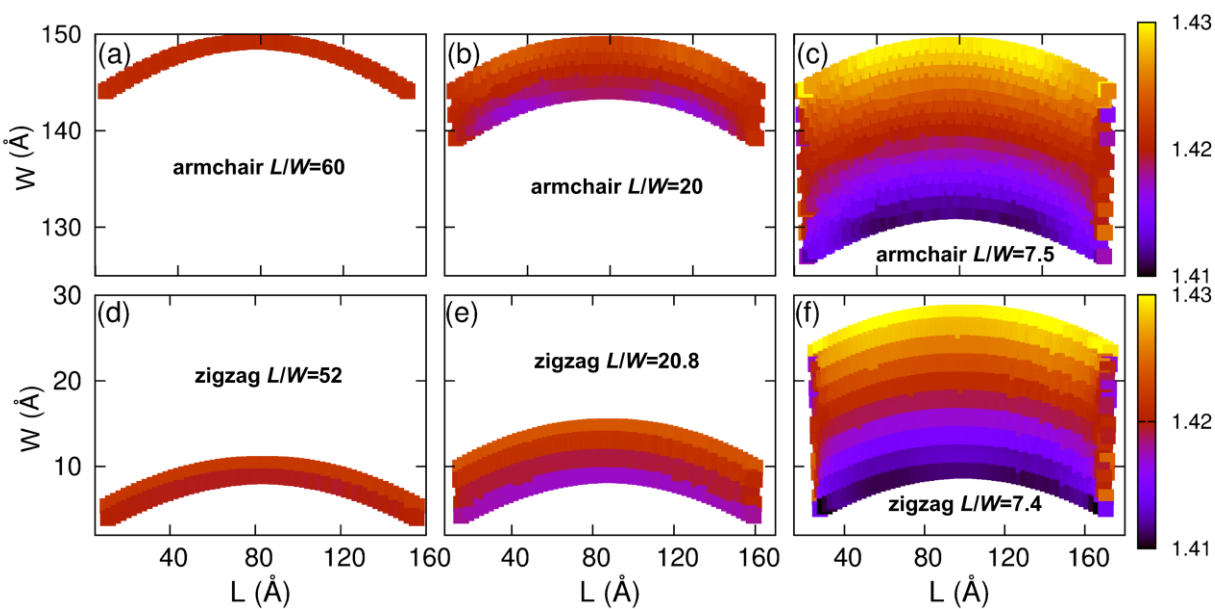 (a) (b) (c) 1.43
150
W (Å)
140
130
armchair L/W=60
armchair L/W=20
armchair L/W=7.5
1.42
1.41
30
(d) (e) (f) 1.43
W (Å)
20
10
zigzag L/W=52
zigzag L/W=20.8
zigzag L/W=7.4
1.42
1.41
40 80 120 160 40 80 120 40 80 120 160
L (Å) L (Å) L (Å)